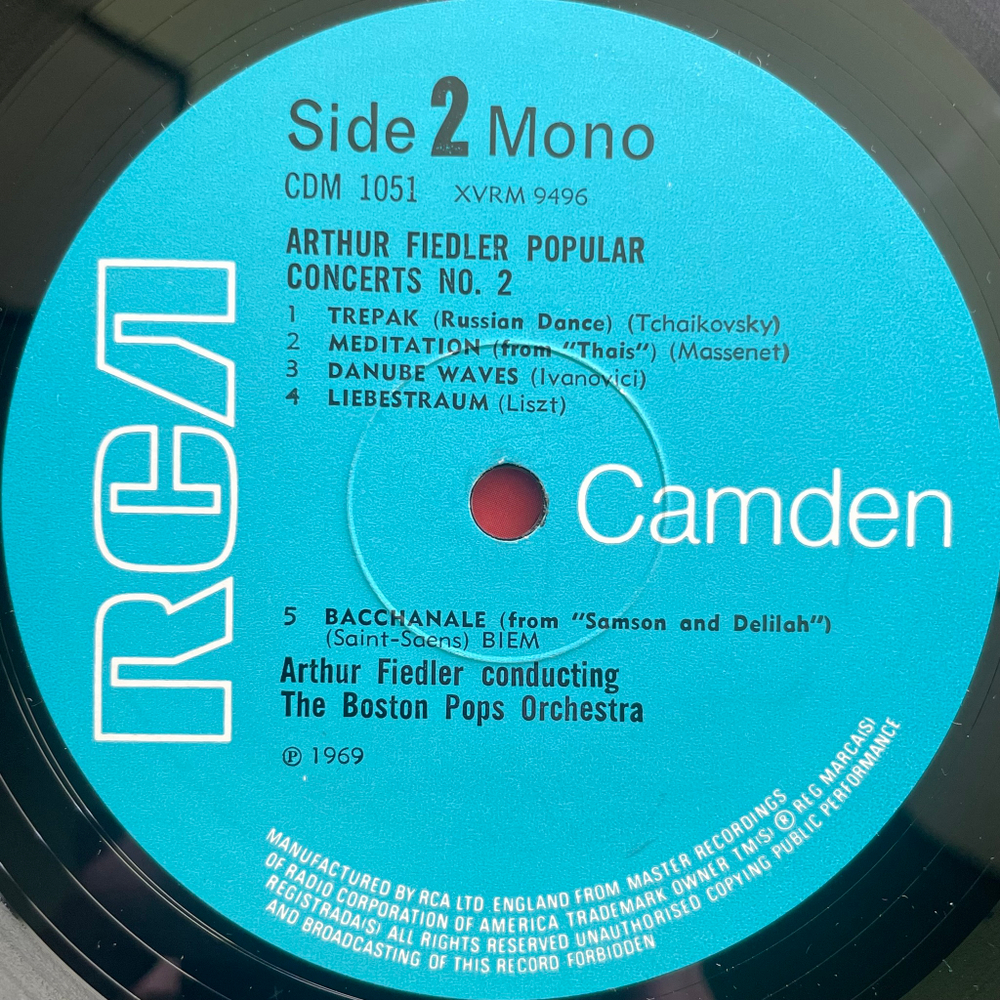 Side 2 Mono
CDM 1051 XVRM 9496
ARTHUR FIEDLER POPULAR
CONCERTS NO. 2
1 TREPAK (Russian Dance) (Tchaikovsky)
2 MEDITATION (from "Thais") (Massenet)
3 DANUBE WAVES (Ivanovici)
4 LIEBESTRAUM (Liszt)
RCA
Camden
5 BACCHANALE (from "Samson and Delilah")
(Saint-Saens) BIEM
Arthur Fiedler conducting
The Boston Pops Orchestra
℗ 1969
MANUFACTURED BY RCA LTD. ENGLAND FROM MASTER RECORDINGS
OF RADIO CORPORATION OF AMERICA TRADEMARK OWNER TM(S) ® REG MARCA(S)
REGISTRADA(S) ALL RIGHTS RESERVED UNAUTHORISED COPYING PUBLIC PERFORMANCE
AND BROADCASTING OF THIS RECORD FORBIDDEN